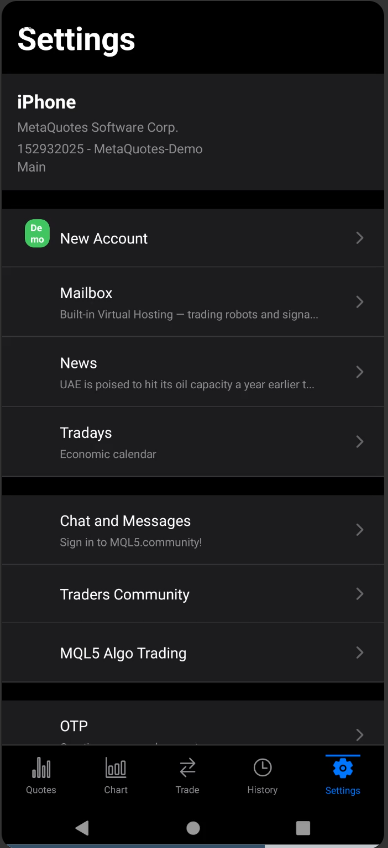 Settings
iPhone
MetaQuotes Software Corp.
152932025 - MetaQuotes-Demo
Main
De
mo
New Account
Mailbox
Built-in Virtual Hosting — trading robots and signa...
News
UAE is poised to hit its oil capacity a year earlier t...
Tradays
Economic calendar
Chat and Messages
Sign in to MQL5.community!
Traders Community
MQL5 Algo Trading
OTP
Quotes
Chart
Trade
History
Settings